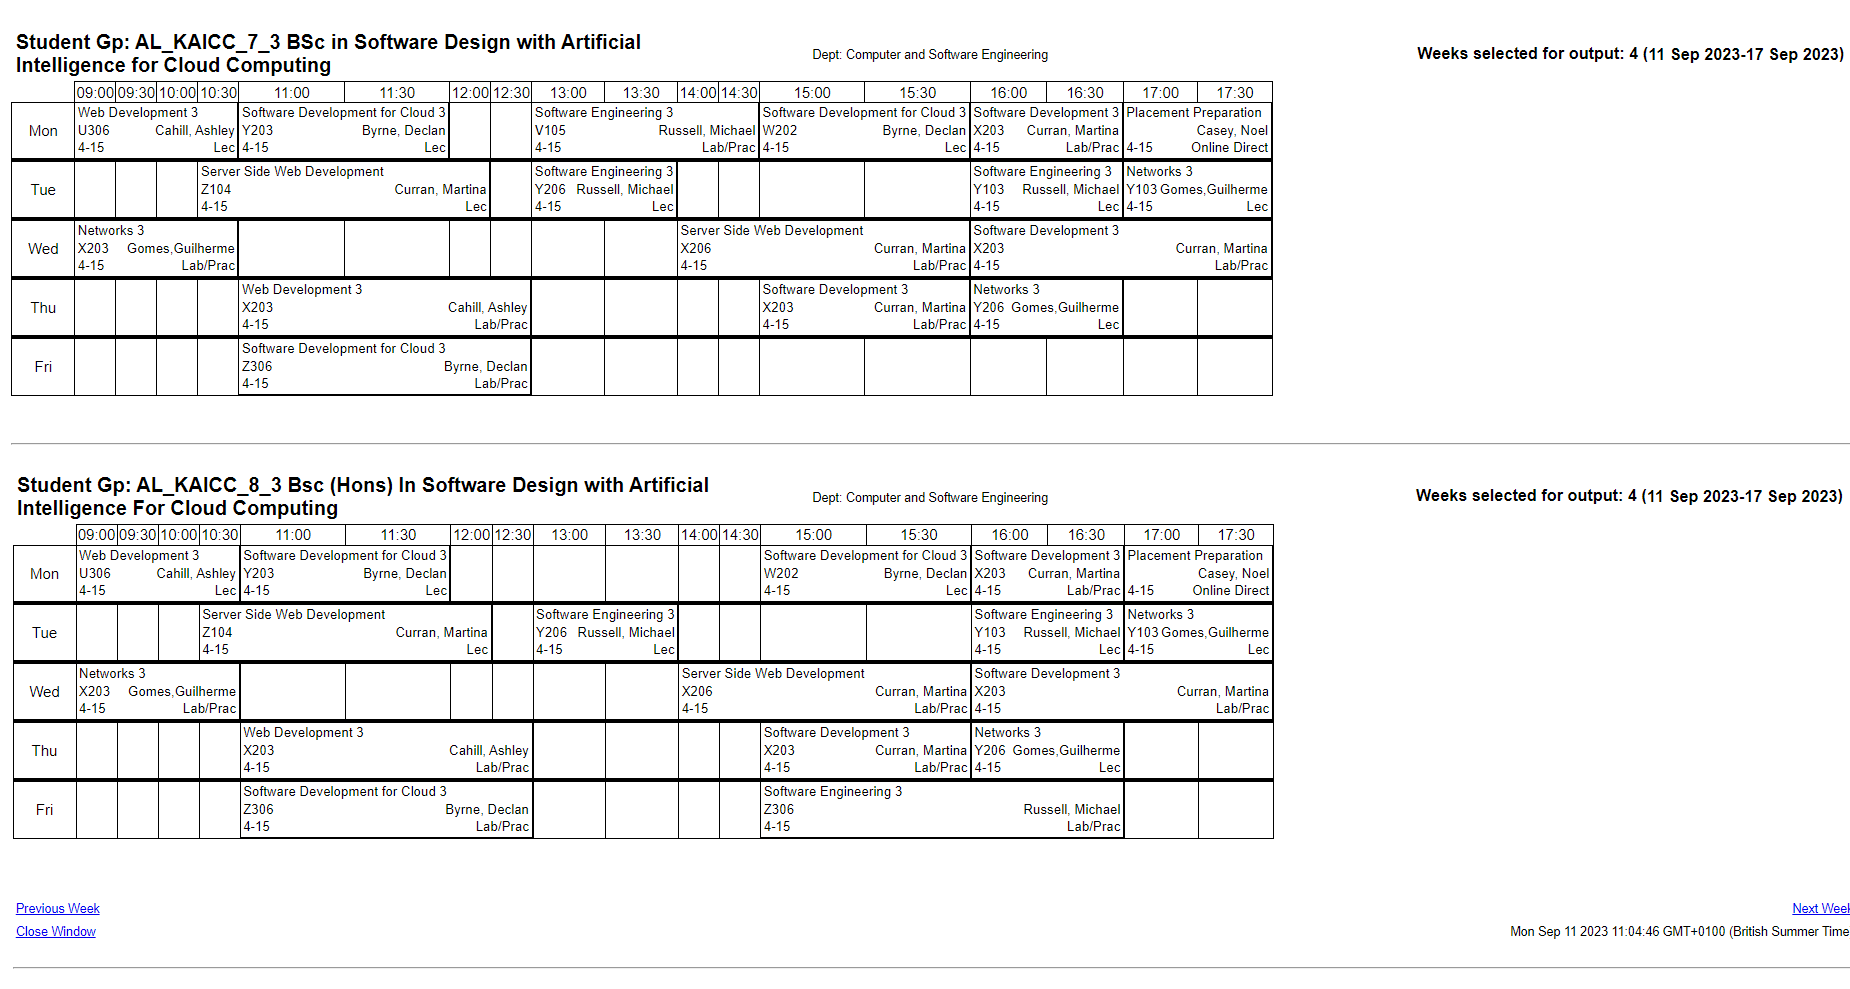 Student Gp: AL_KAICC_7_3 BSc in Software Design with Artificial
Intelligence for Cloud Computing
Dept: Computer and Software Engineering
Weeks selected for output: 4 (11 Sep 2023-17 Sep 2023)
09:00 09:30 10:00 10:30 11:00 11:30 12:00 12:30 13:00 13:30 14:00 14:30 15:00 15:30 16:00 16:30 17:00 17:30
Web Development 3 Software Development for Cloud 3 Software Engineering 3 Software Development for Cloud 3 Software Development 3 Placement Preparation
Mon U306 Cahill, Ashley Y203 Byrne, Declan V105 Russell, Michael W202 Byrne, Declan X203 Curran, Martina Casey, Noel
4-15 Lec 4-15 Lec 4-15 Lab/Prac 4-15 Lec 4-15 Lab/Prac 4-15 Online Direct
Server Side Web Development Software Engineering 3 Software Engineering 3 Networks 3
Tue Z104 Curran, Martina Y206 Russell, Michael Y103 Russell, Michael Y103 Gomes,Guilherme
4-15 Lec 4-15 Lec 4-15 Lec 4-15 Lec
Networks 3 Server Side Web Development Software Development 3
Wed X203 Gomes,Guilherme X206 Curran, Martina X203 Curran, Martina
4-15 Lab/Prac 4-15 Lab/Prac 4-15 Lab/Prac
Web Development 3 Software Development 3 Networks 3
Thu X203 Cahill, Ashley X203 Curran, Martina Y206 Gomes,Guilherme
4-15 Lab/Prac 4-15 Lab/Prac 4-15 Lec
Software Development for Cloud 3
Fri Z306 Byrne, Declan
4-15 Lab/Prac
Student Gp: AL_KAICC_8_3 Bsc (Hons) In Software Design with Artificial
Intelligence For Cloud Computing
Dept: Computer and Software Engineering
Weeks selected for output: 4 (11 Sep 2023-17 Sep 2023)
09:00 09:30 10:00 10:30 11:00 11:30 12:00 12:30 13:00 13:30 14:00 14:30 15:00 15:30 16:00 16:30 17:00 17:30
Web Development 3 Software Development for Cloud 3 Software Development for Cloud 3 Software Development 3 Placement Preparation
Mon U306 Cahill, Ashley Y203 Byrne, Declan W202 Byrne, Declan X203 Curran, Martina Casey, Noel
4-15 Lec 4-15 Lec 4-15 Lec 4-15 Lab/Prac 4-15 Online Direct
Server Side Web Development Software Engineering 3 Software Engineering 3 Networks 3
Tue Z104 Curran, Martina Y206 Russell, Michael Y103 Russell, Michael Y103 Gomes,Guilherme
4-15 Lec 4-15 Lec 4-15 Lec 4-15 Lec
Networks 3 Server Side Web Development Software Development 3
Wed X203 Gomes,Guilherme X206 Curran, Martina X203 Curran, Martina
4-15 Lab/Prac 4-15 Lab/Prac 4-15 Lab/Prac
Web Development 3 Software Development 3 Networks 3
Thu X203 Cahill, Ashley X203 Curran, Martina Y206 Gomes,Guilherme
4-15 Lab/Prac 4-15 Lab/Prac 4-15 Lec
Software Development for Cloud 3 Software Engineering 3
Fri Z306 Byrne, Declan Z306 Russell, Michael
4-15 Lab/Prac 4-15 Lab/Prac
Previous Week Next Week
Close Window Mon Sep 11 2023 11:04:46 GMT+0100 (British Summer Time